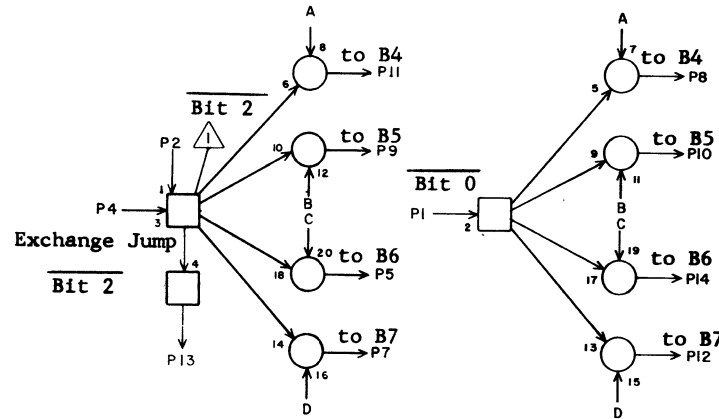 A
8
to B4
6
P11
Bit 2
1
P2
10
to B5
P9
12
1
P4
3
B
C
Exchange Jump
4
20
to B6
18
P5
Bit 2
14
to B7
P7
16
P13
D
A
7
to B4
5
P8
to B5
9
P10
11
Bit 0
P1
2
B
C
19
to B6
17
P14
to B7
13
P12
15
D